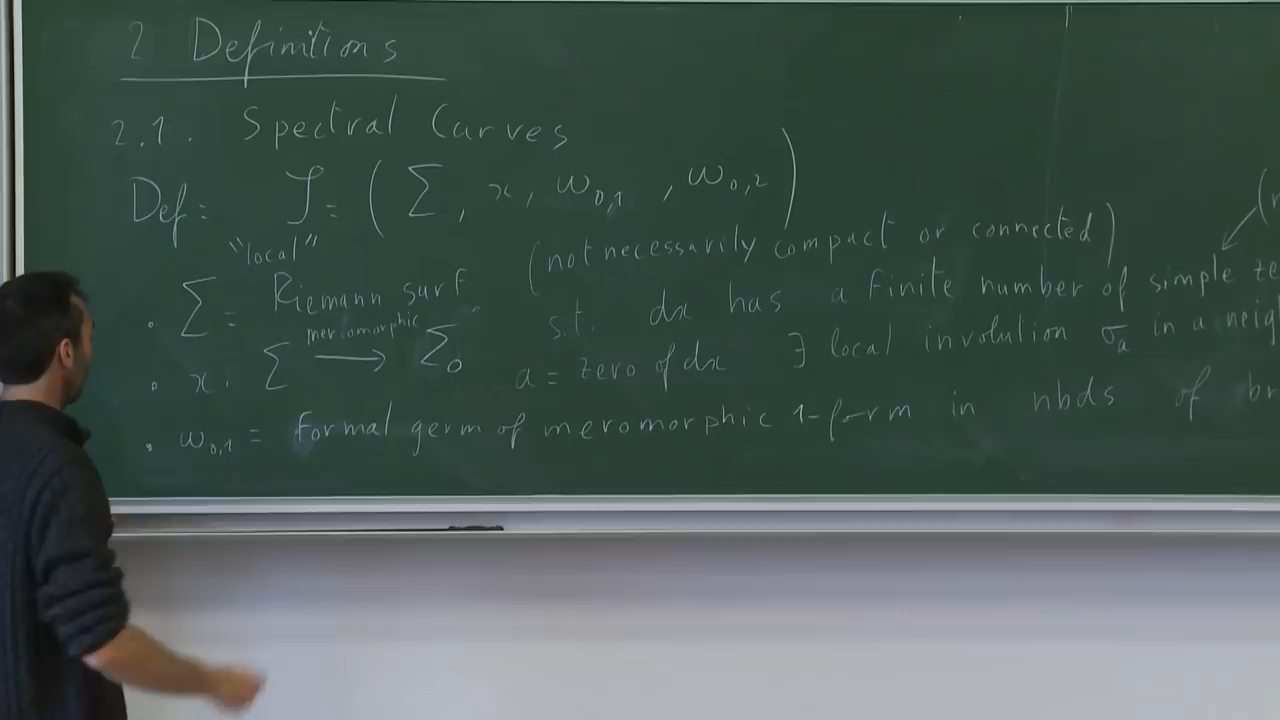 2 Definitions
2.1. Spectral Curves
Def: 𝒮 = (Σ, x, ω₀,₁, ω₀,₂)
"local" (not necessarily compact or connected)
• Σ = Riemann surf s.t. dx has a finite number of simple
• x: Σ ⟶ Σ₀ a = zero of dx ∃ local involution σₐ in a
meromorphic
• ω₀,₁ = formal germ of meromorphic 1-form in nbds of